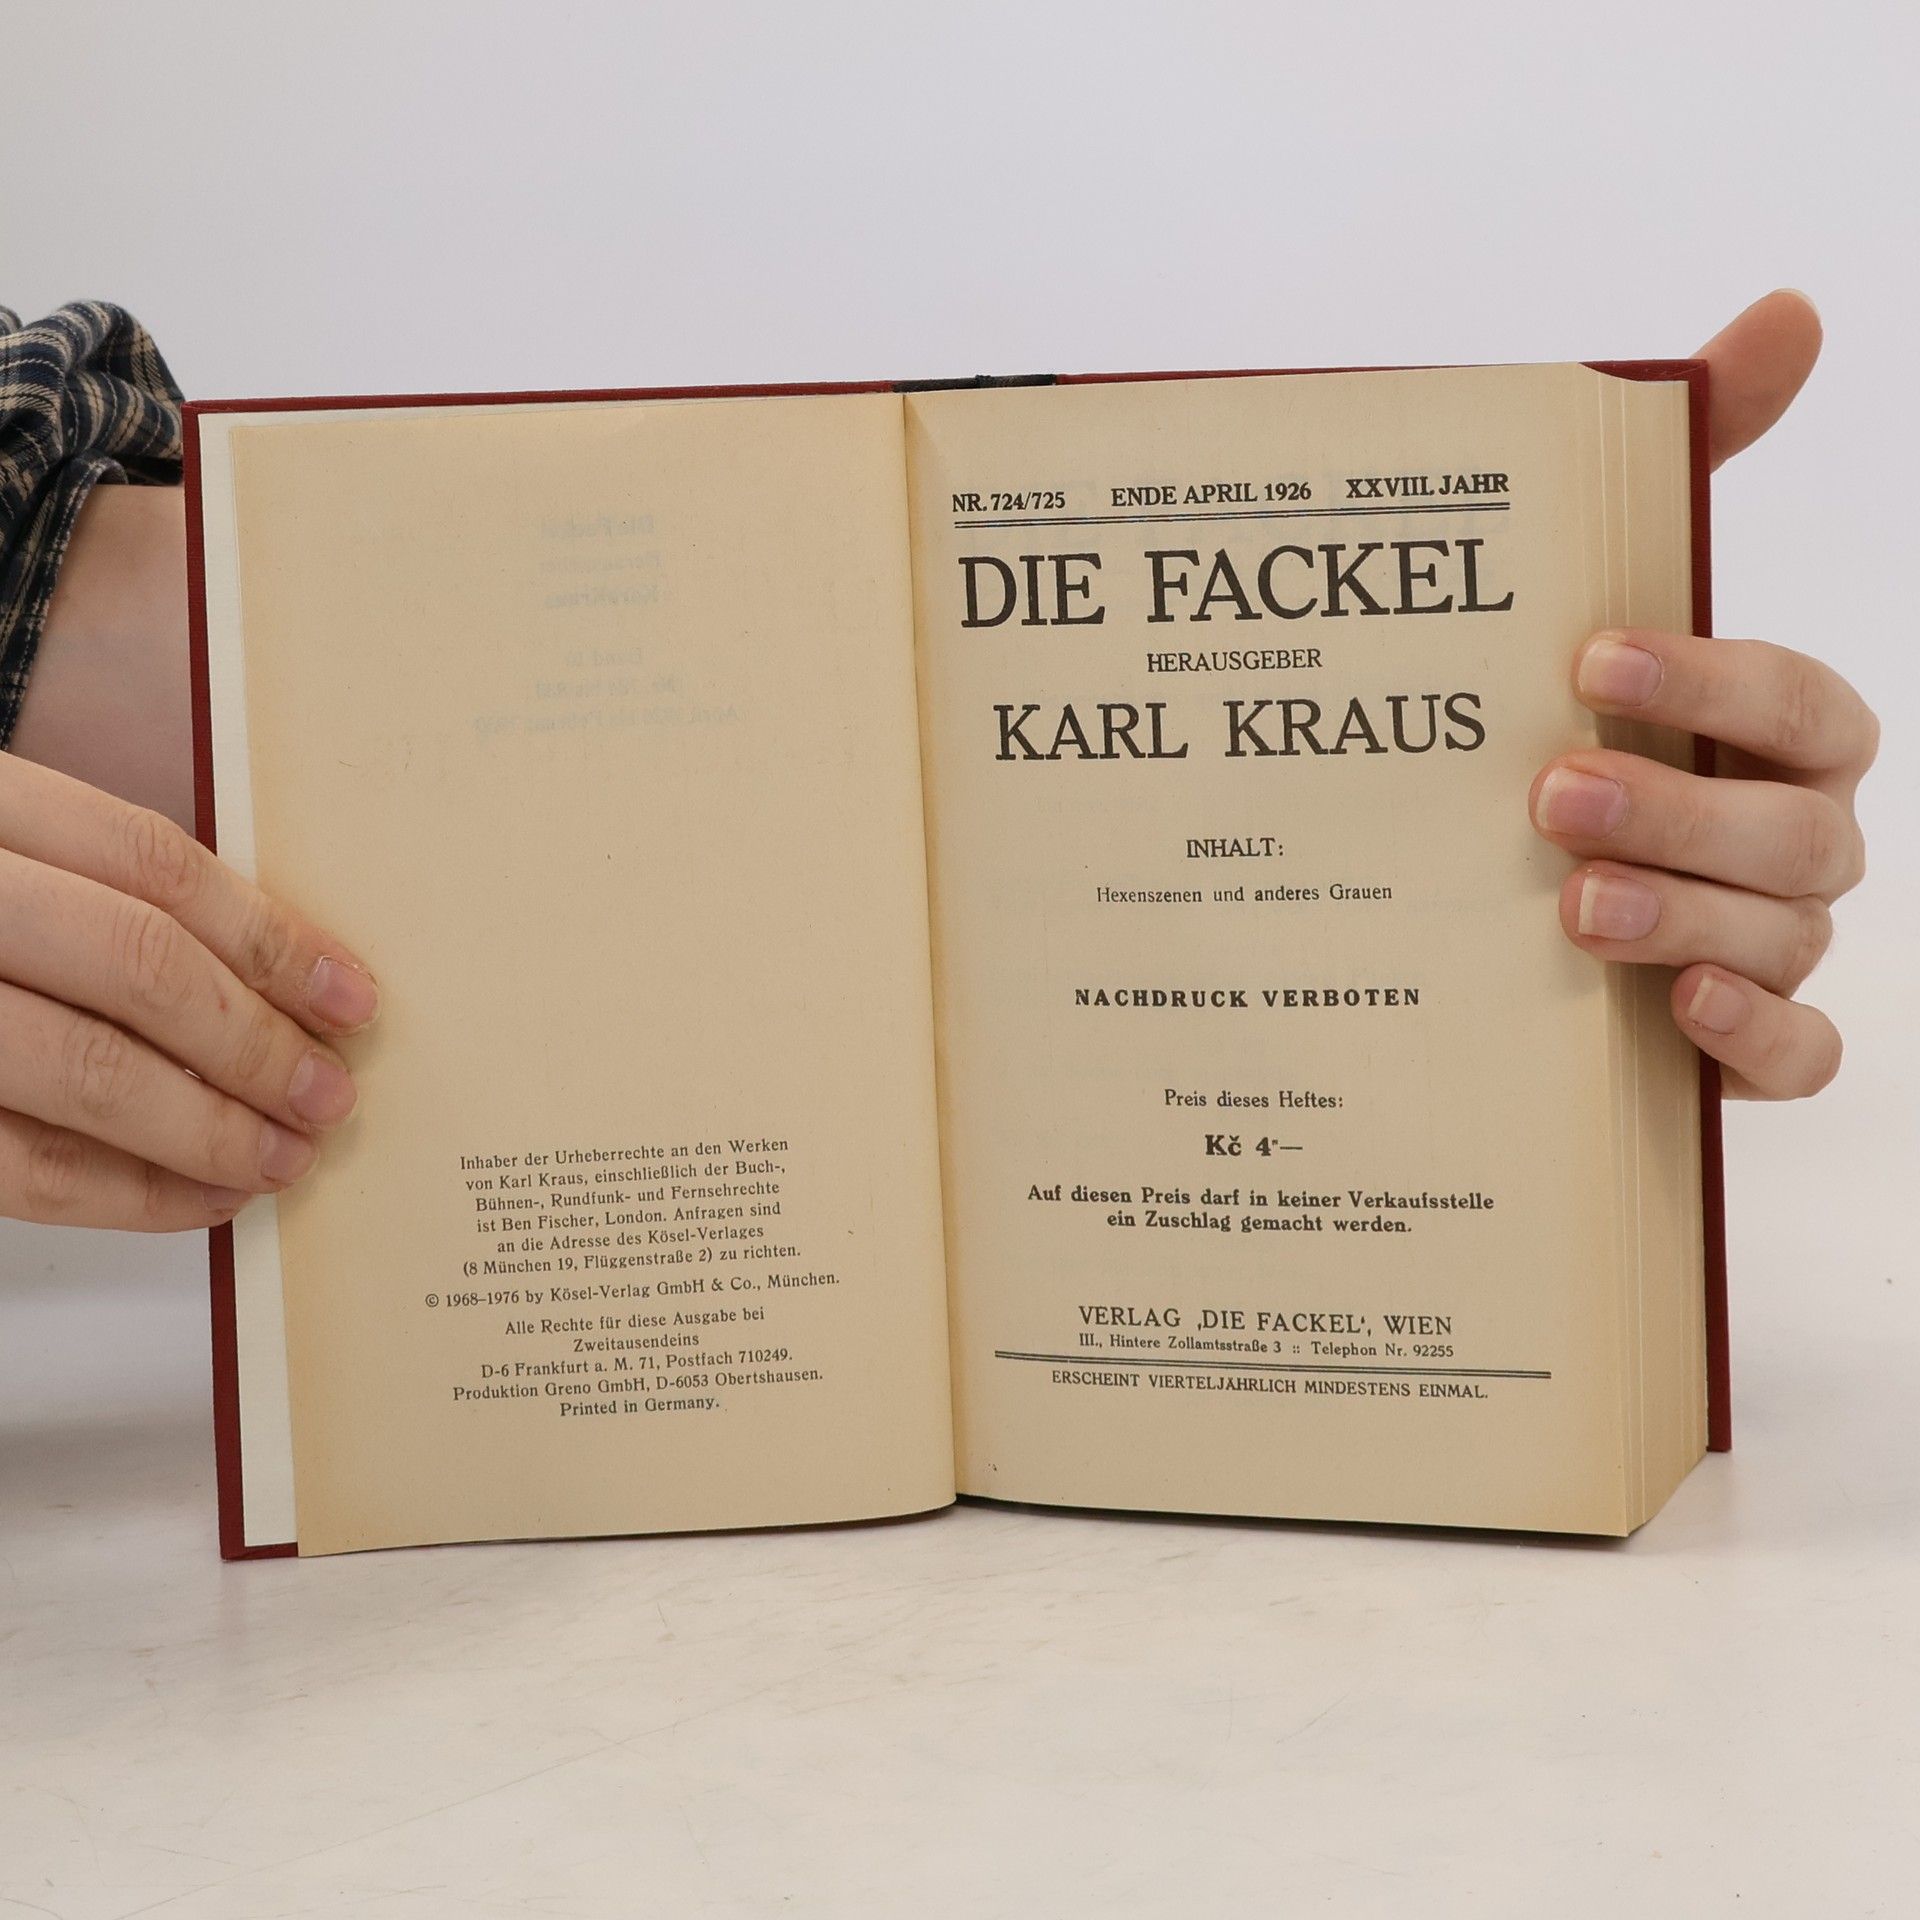 Inhaber der Urheberrechte an den Werken
von Karl Kraus, einschließlich der Buch-,
Bühnen-, Rundfunk- und Fernsehrechte
ist Ben Fischer, London. Anfragen sind
an die Adresse des Kösel-Verlages
(8 München 19, Flüggenstraße 2) zu richten.
© 1968–1976 by Kösel-Verlag GmbH & Co., München.
Alle Rechte für diese Ausgabe bei
Zweitausendeins
D-6 Frankfurt a. M. 71, Postfach 710249.
Produktion Greno GmbH, D-6053 Obertshausen.
Printed in Germany.
NR. 724/725 ENDE APRIL 1926 XXVIII. JAHR
DIE FACKEL
HERAUSGEBER
KARL KRAUS
INHALT:
Hexenszenen und anderes Grauen
NACHDRUCK VERBOTEN
Preis dieses Heftes:
Kč 4·—
Auf diesen Preis darf in keiner Verkaufsstelle
ein Zuschlag gemacht werden.
VERLAG ‚DIE FACKEL‘, WIEN
III., Hintere Zollamtsstraße 3 :: Telephon Nr. 92255
ERSCHEINT VIERTELJÄHRLICH MINDESTENS EINMAL.